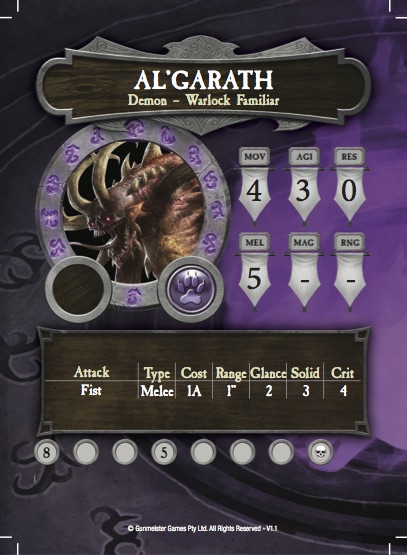 AL'GARATH
Demon – Warlock Familiar
MOV AGI RES
4 3 0
MEL MAG RNG
5 - -
Attack Type Cost Range Glance Solid Crit
Fist Melee 1A 1" 2 3 4
8 5
© Gunmeister Games Pty Ltd. All Rights Reserved - V1.1